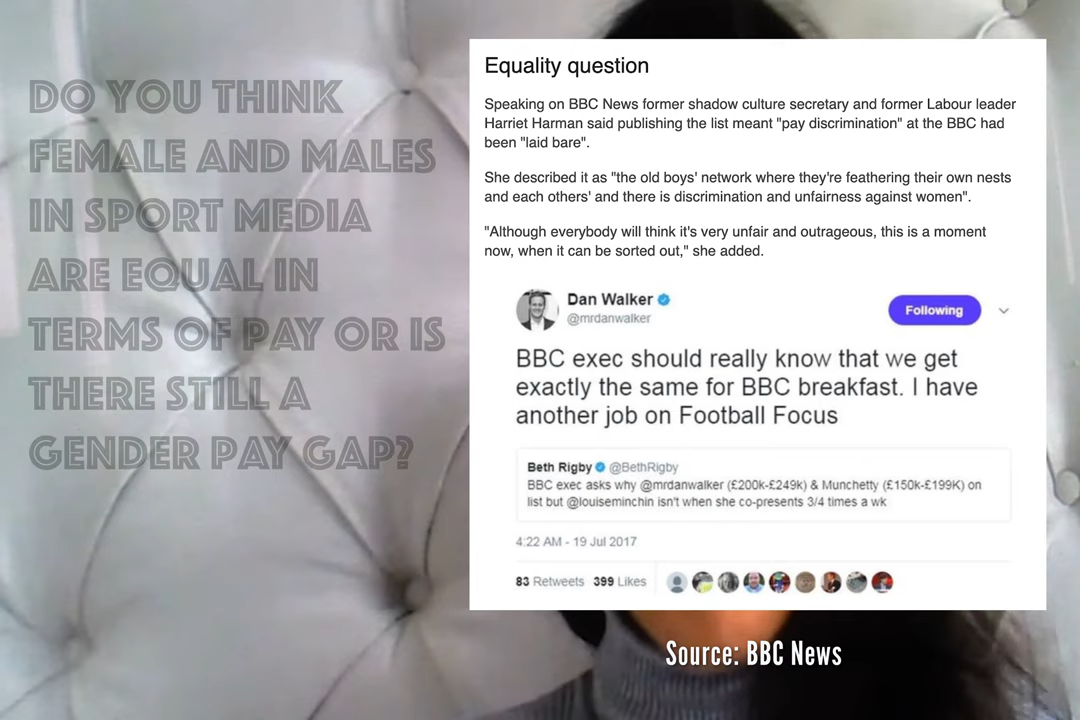 DO YOU THINK
FEMALE AND MALES
IN SPORT MEDIA
ARE EQUAL IN
TERMS OF PAY OR IS
THERE STILL A
GENDER PAY GAP?
Equality question
Speaking on BBC News former shadow culture secretary and former Labour leader
Harriet Harman said publishing the list meant "pay discrimination" at the BBC had
been "laid bare".
She described it as "the old boys' network where they're feathering their own nests
and each others' and there is discrimination and unfairness against women".
"Although everybody will think it's very unfair and outrageous, this is a moment
now, when it can be sorted out," she added.
Dan Walker
@mrdanwalker
Following
BBC exec should really know that we get
exactly the same for BBC breakfast. I have
another job on Football Focus
Beth Rigby @BethRigby
BBC exec asks why @mrdanwalker (£200k-£249k) & Munchetty (£150k-£199K) on
list but @louiseminchin isn't when she co-presents 3/4 times a wk
4:22 AM - 19 Jul 2017
83 Retweets 399 Likes
Source: BBC News